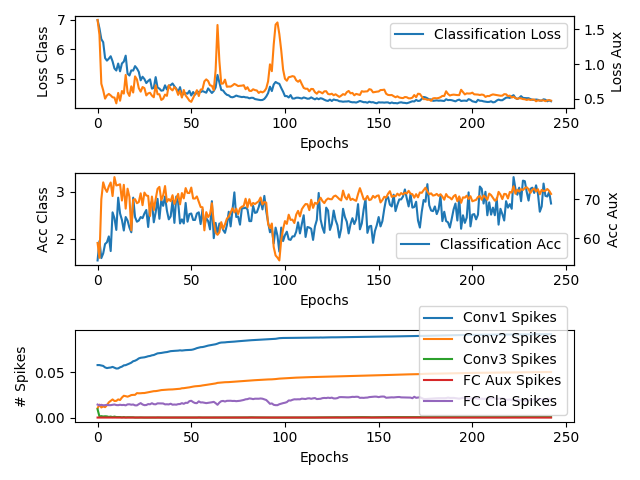 7
6
5
Loss Class
1.5
1.0
0.5
Loss Aux
Classification Loss
0 50 100 150 200 250
Epochs
3
2
Acc Class
70
60
Acc Aux
Classification Acc
0 50 100 150 200 250
Epochs
0.05
0.00
# Spikes
Conv1 Spikes
Conv2 Spikes
Conv3 Spikes
FC Aux Spikes
FC Cla Spikes
0 50 100 150 200 250
Epochs